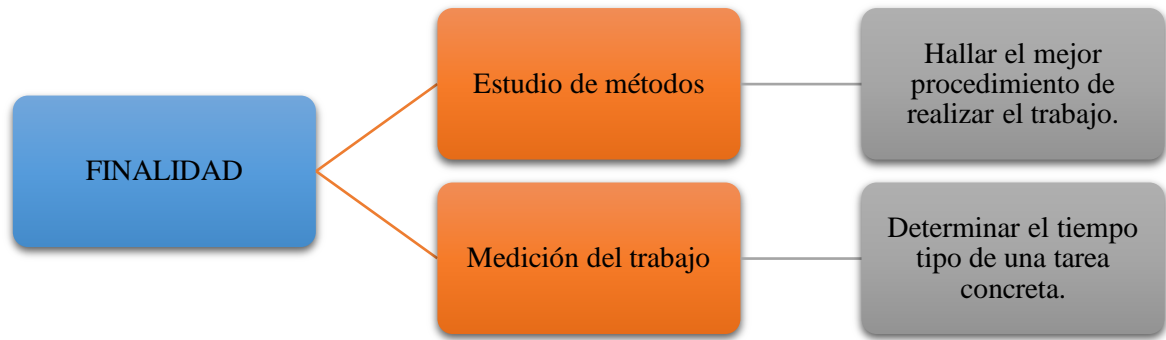 FINALIDAD
Estudio de métodos
Hallar el mejor
procedimiento de
realizar el trabajo.
Medición del trabajo
Determinar el tiempo
tipo de una tarea
concreta.